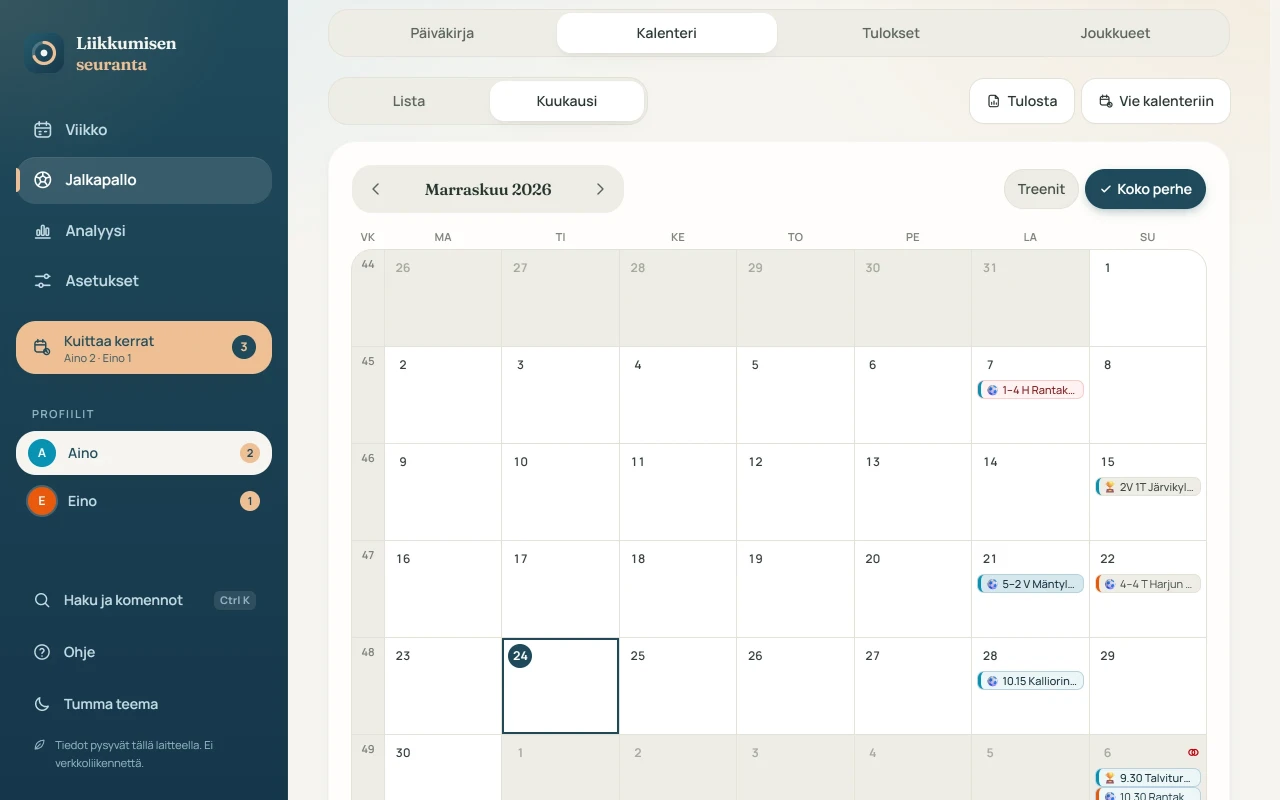 Liikkumisen
seuranta
Viikko
Jalkapallo
Analyysi
Asetukset
Kuittaa kerrat
Aino 2 · Eino 1
3
PROFIILIT
A Aino 2
E Eino 1
Haku ja komennot Ctrl K
Ohje
Tumma teema
Tiedot pysyvät tällä laitteella. Ei
verkkoliikennettä.
Päiväkirja Kalenteri Tulokset Joukkueet
Lista Kuukausi Tulosta Vie kalenteriin
Marraskuu 2026 Treenit Koko perhe
VK MA TI KE TO PE LA SU
44 26 27 28 29 30 31 1
45 2 3 4 5 6 7 8
1–4 H Rantak…
46 9 10 11 12 13 14 15
2V 1T Järvikyl…
47 16 17 18 19 20 21 22
5–2 V Mäntyl… 4–4 T Harjun …
48 23 24 25 26 27 28 29
10.15 Kalliorin…
49 30 1 2 3 4 5 6
9.30 Talvitur…
10.30 Rantak…